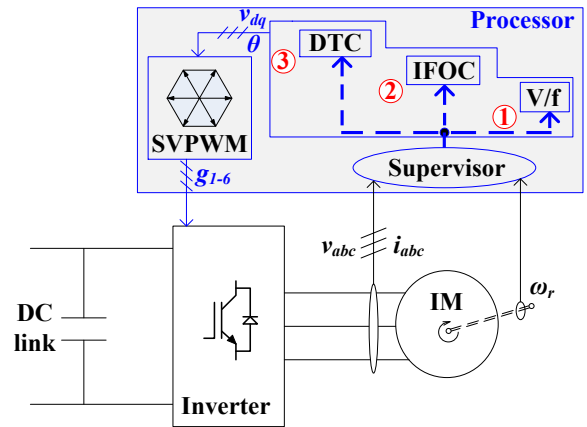 Processor
v_dq
θ
③
DTC
②
IFOC
①
V/f
SVPWM
g_1-6
Supervisor
v_abc
i_abc
ω_r
IM
DC
link
Inverter